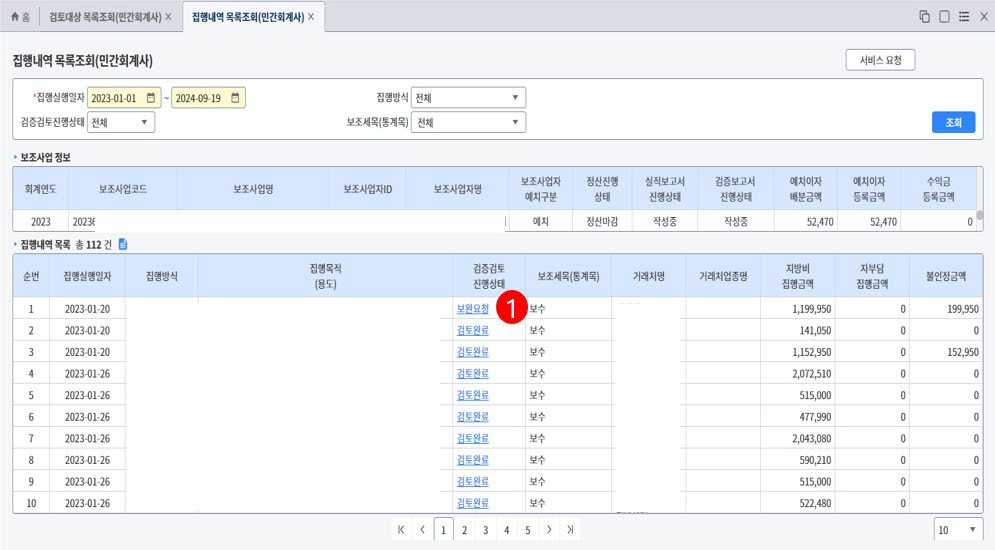 홈 검토대상 목록조회(민간회계사) X 집행내역 목록조회(민간회계사) X
집행내역 목록조회(민간회계사) 서비스 요청
*집행실행일자 2023-01-01 ~ 2024-09-19 집행방식 전체
검증검토진행상태 전체 보조세목(통계목) 전체 조회
보조사업 정보
회계연도 보조사업코드 보조사업명 보조사업자ID 보조사업자명 보조사업자 예치구분 정산진행 상태 실적보고서 진행상태 검증보고서 진행상태 예치이자 배분금액 예치이자 등록금액 수익금 등록금액
2023 2023 예치 정산마감 작성중 작성중 52,470 52,470 0
집행내역 목록 총 112 건
순번 집행실행일자 집행방식 집행목적 (용도) 검증검토 진행상태 보조세목(통계목) 거래처명 거래처업종명 지방비 집행금액 자부담 집행금액 불인정금액
1 2023-01-20 보완요청 1 보수 1,199,950 0 199,950
2 2023-01-20 검토완료 보수 141,050 0 0
3 2023-01-20 검토완료 보수 1,152,950 0 152,950
4 2023-01-26 검토완료 보수 2,072,510 0 0
5 2023-01-26 검토완료 보수 515,000 0 0
6 2023-01-26 검토완료 보수 477,990 0 0
7 2023-01-26 검토완료 보수 2,043,080 0 0
8 2023-01-26 검토완료 보수 590,210 0 0
9 2023-01-26 검토완료 보수 515,000 0 0
10 2023-01-26 검토완료 보수 522,480 0 0
1 2 3 4 5 10